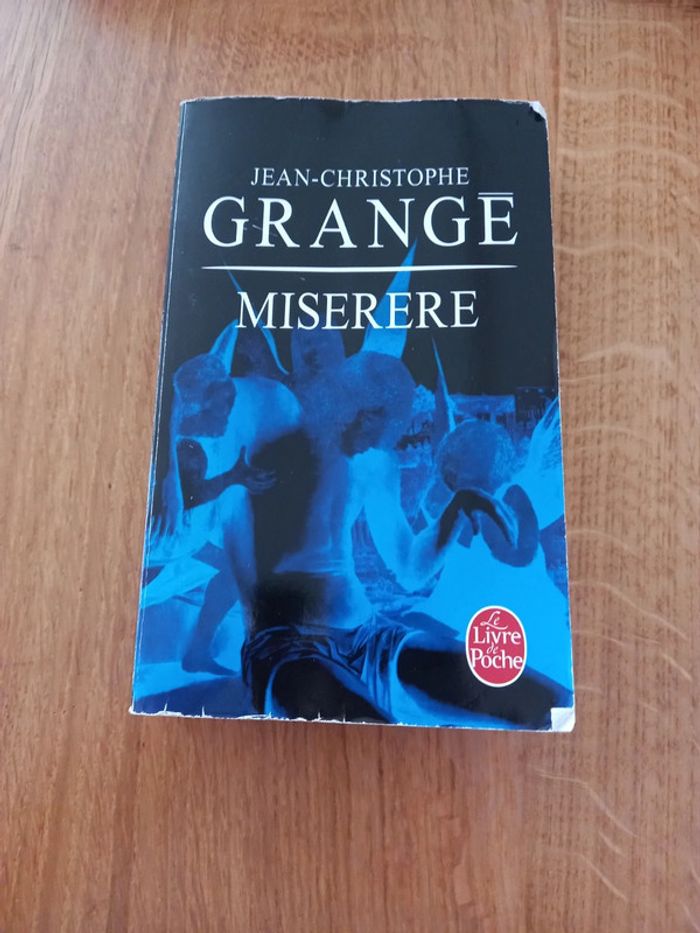 JEAN-CHRISTOPHE
GRANGÉ
MISERERE
Le
Livre
de
Poche